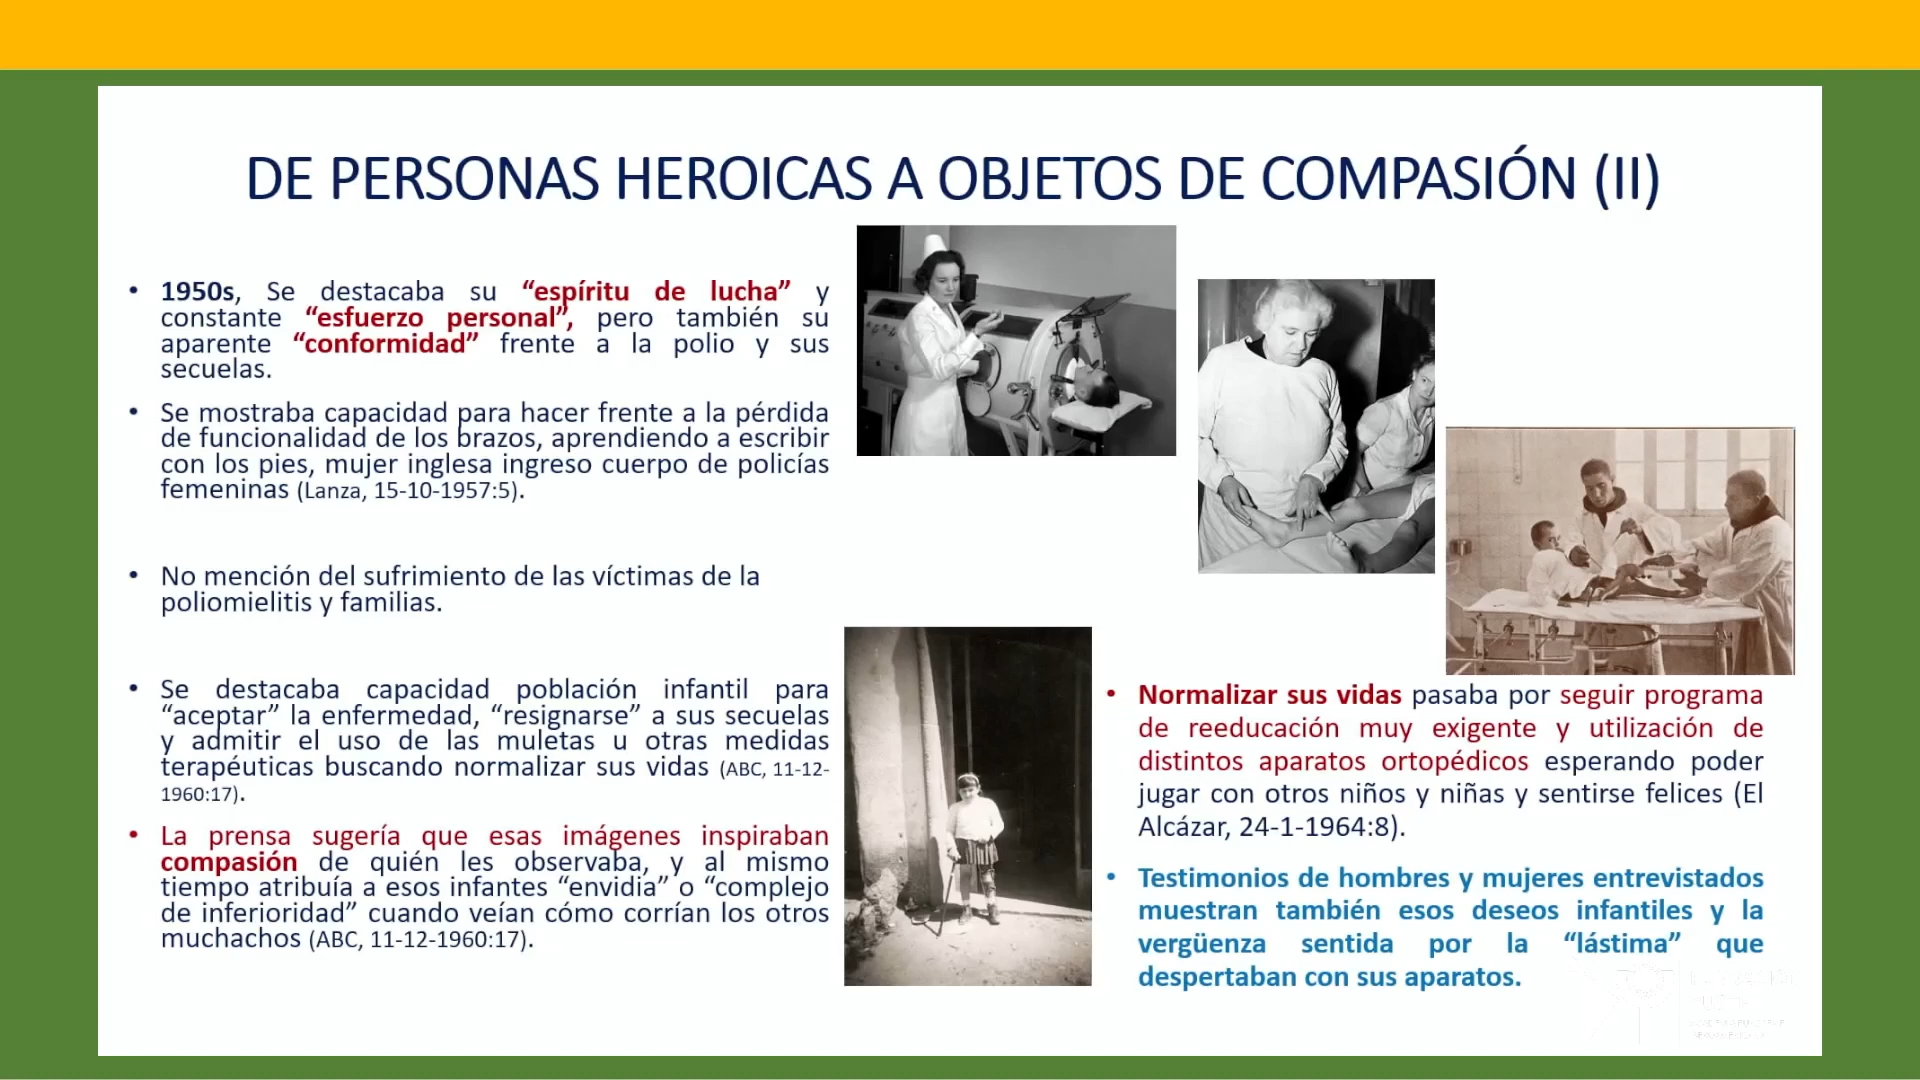 DE PERSONAS HEROICAS A OBJETOS DE COMPASIÓN (II)
• 1950s, Se destacaba su “espíritu de lucha” y
constante “esfuerzo personal”, pero también su
aparente “conformidad” frente a la polio y sus
secuelas.
• Se mostraba capacidad para hacer frente a la pérdida
de funcionalidad de los brazos, aprendiendo a escribir
con los pies, mujer inglesa ingreso cuerpo de policías
femeninas (Lanza, 15-10-1957:5).
• No mención del sufrimiento de las víctimas de la
poliomielitis y familias.
• Se destacaba capacidad población infantil para
“aceptar” la enfermedad, “resignarse” a sus secuelas
y admitir el uso de las muletas u otras medidas
terapéuticas buscando normalizar sus vidas (ABC, 11-12-
1960:17).
• La prensa sugería que esas imágenes inspiraban
compasión de quién les observaba, y al mismo
tiempo atribuía a esos infantes “envidia” o “complejo
de inferioridad” cuando veían cómo corrían los otros
muchachos (ABC, 11-12-1960:17).
• Normalizar sus vidas pasaba por seguir programa
de reeducación muy exigente y utilización de
distintos aparatos ortopédicos esperando poder
jugar con otros niños y niñas y sentirse felices (El
Alcázar, 24-1-1964:8).
• Testimonios de hombres y mujeres entrevistados
muestran también esos deseos infantiles y la
vergüenza sentida por la “lástima” que
despertaban con sus aparatos.